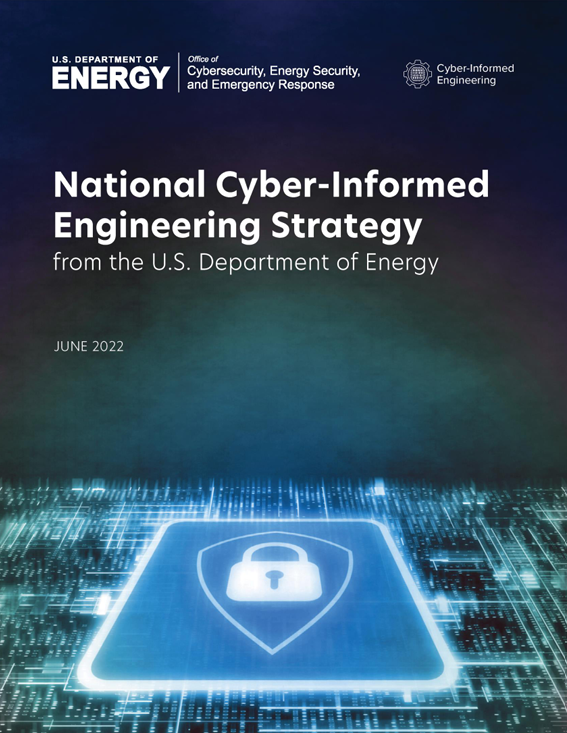 U.S. DEPARTMENT OF
ENERGY
Office of
Cybersecurity, Energy Security,
and Emergency Response
Cyber-Informed
Engineering
National Cyber-Informed
Engineering Strategy
from the U.S. Department of Energy
JUNE 2022